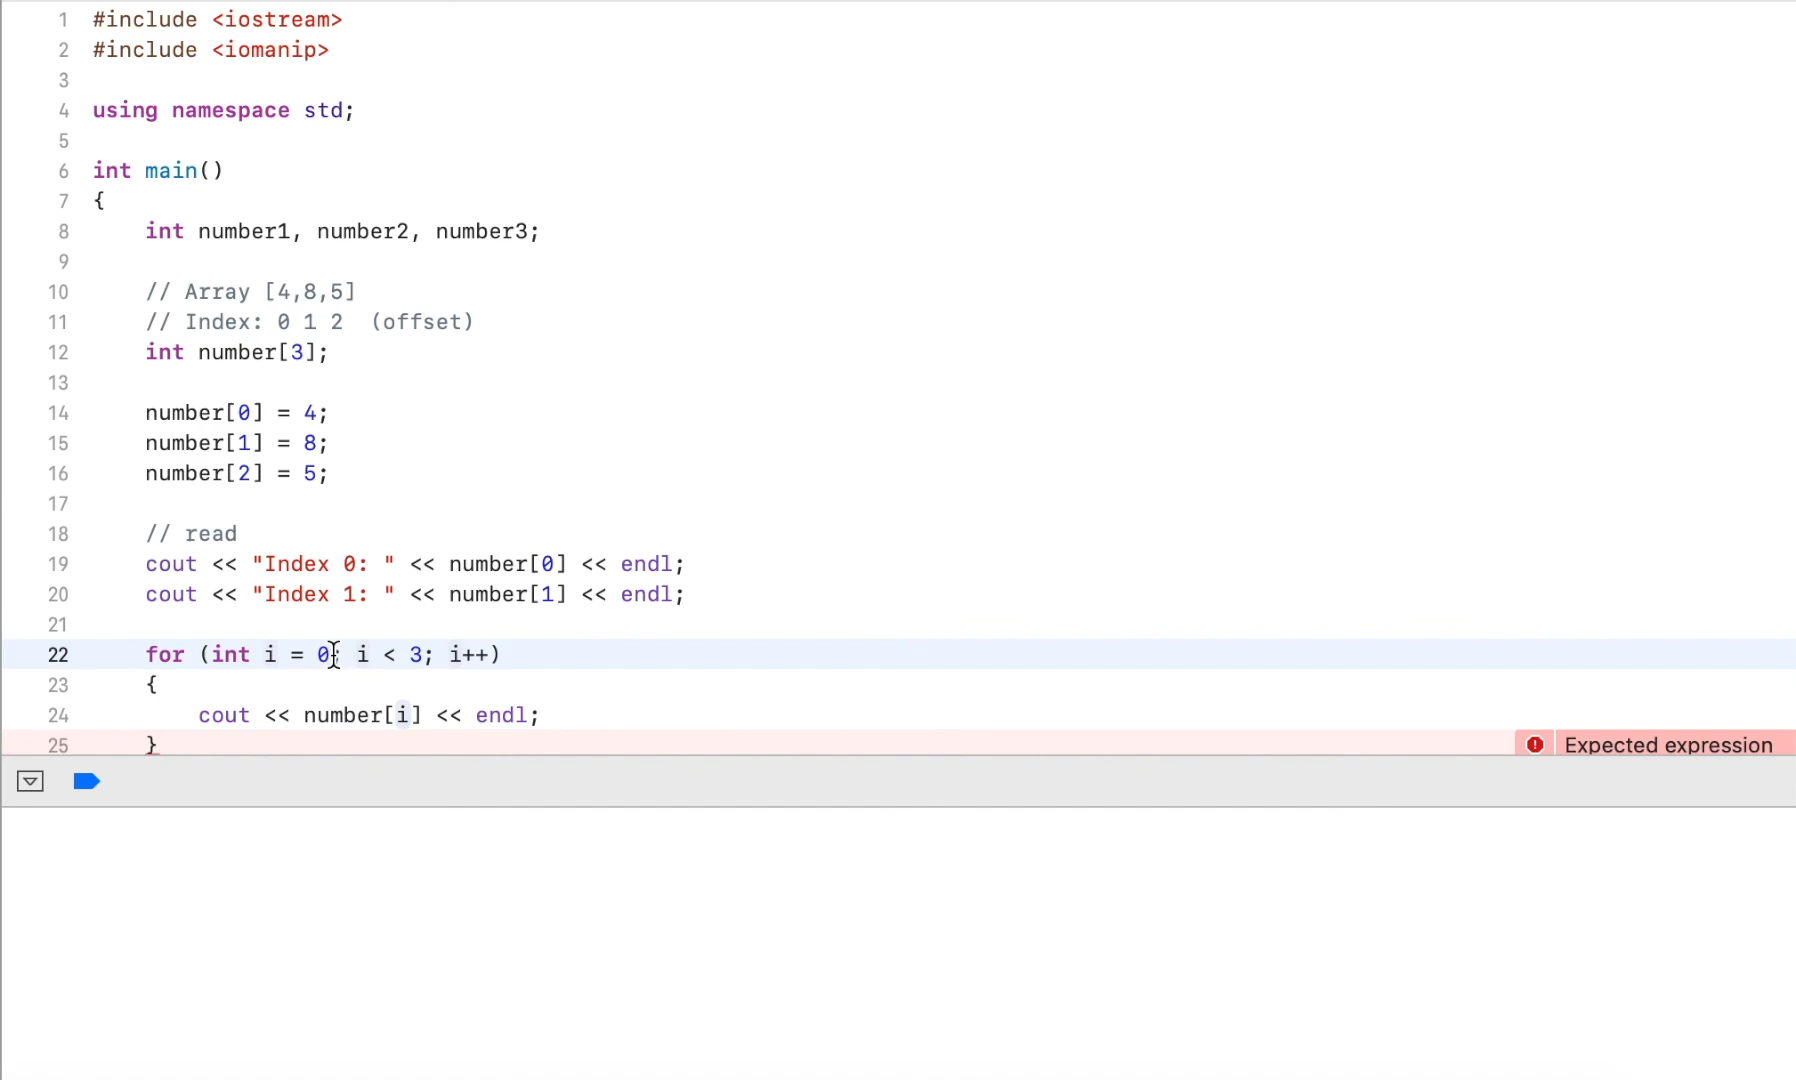 1 #include <iostream>
2 #include <iomanip>
3
4 using namespace std;
5
6 int main()
7 {
8     int number1, number2, number3;
9
10     // Array [4,8,5]
11     // Index: 0 1 2  (offset)
12     int number[3];
13
14     number[0] = 4;
15     number[1] = 8;
16     number[2] = 5;
17
18     // read
19     cout << "Index 0: " << number[0] << endl;
20     cout << "Index 1: " << number[1] << endl;
21
22     for (int i = 0; i < 3; i++)
23     {
24         cout << number[i] << endl;
25     } Expected expression